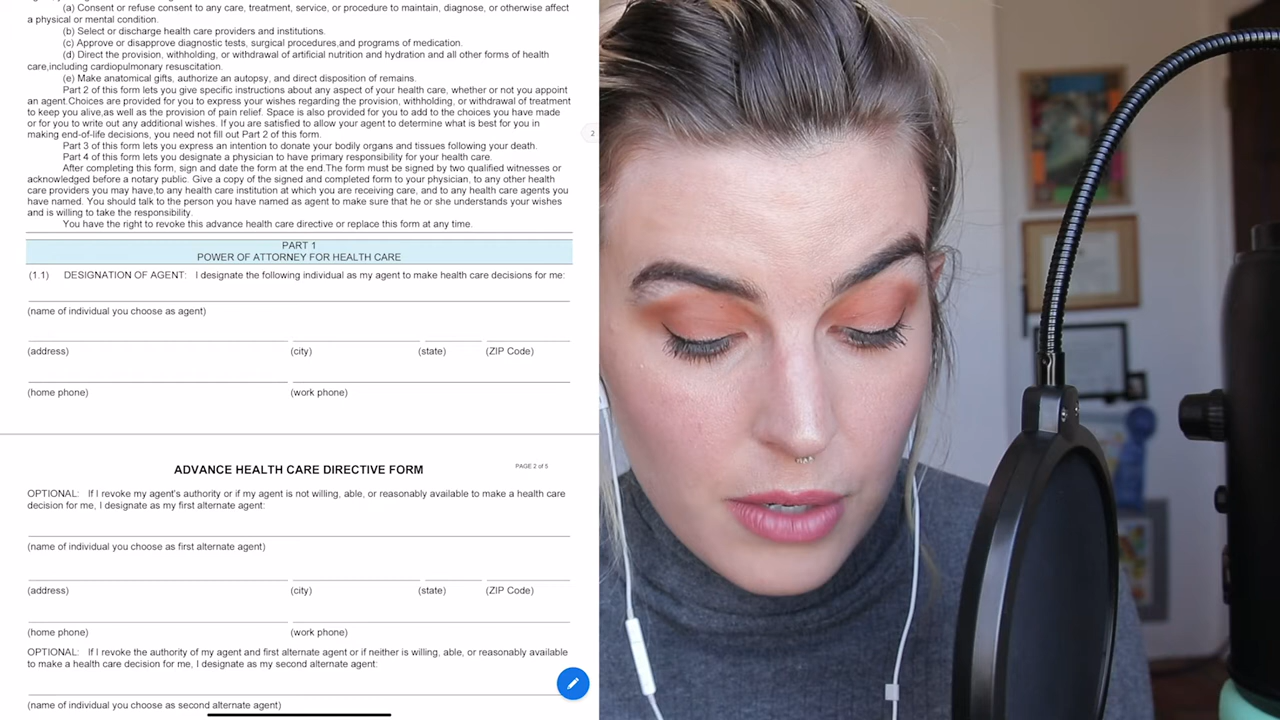 (a) Consent or refuse consent to any care, treatment, service, or procedure to maintain, diagnose, or otherwise affect
a physical or mental condition.
(b) Select or discharge health care providers and institutions.
(c) Approve or disapprove diagnostic tests, surgical procedures,and programs of medication.
(d) Direct the provision, withholding, or withdrawal of artificial nutrition and hydration and all other forms of health
care,including cardiopulmonary resuscitation.
(e) Make anatomical gifts, authorize an autopsy, and direct disposition of remains.
Part 2 of this form lets you give specific instructions about any aspect of your health care, whether or not you appoint
an agent.Choices are provided for you to express your wishes regarding the provision, withholding, or withdrawal of treatment
to keep you alive,as well as the provision of pain relief. Space is also provided for you to add to the choices you have made
or for you to write out any additional wishes. If you are satisfied to allow your agent to determine what is best for you in
making end-of-life decisions, you need not fill out Part 2 of this form.
2
Part 3 of this form lets you express an intention to donate your bodily organs and tissues following your death.
Part 4 of this form lets you designate a physician to have primary responsibility for your health care.
After completing this form, sign and date the form at the end.The form must be signed by two qualified witnesses or
acknowledged before a notary public. Give a copy of the signed and completed form to your physician, to any other health
care providers you may have,to any health care institution at which you are receiving care, and to any health care agents you
have named. You should talk to the person you have named as agent to make sure that he or she understands your wishes
and is willing to take the responsibility.
You have the right to revoke this advance health care directive or replace this form at any time.
PART 1
POWER OF ATTORNEY FOR HEALTH CARE
(1.1) DESIGNATION OF AGENT: I designate the following individual as my agent to make health care decisions for me:
(name of individual you choose as agent)
(address) (city) (state) (ZIP Code)
(home phone) (work phone)
ADVANCE HEALTH CARE DIRECTIVE FORM PAGE 2 of 5
OPTIONAL: If I revoke my agent's authority or if my agent is not willing, able, or reasonably available to make a health care
decision for me, I designate as my first alternate agent:
(name of individual you choose as first alternate agent)
(address) (city) (state) (ZIP Code)
(home phone) (work phone)
OPTIONAL: If I revoke the authority of my agent and first alternate agent or if neither is willing, able, or reasonably available
to make a health care decision for me, I designate as my second alternate agent:
(name of individual you choose as second alternate agent)